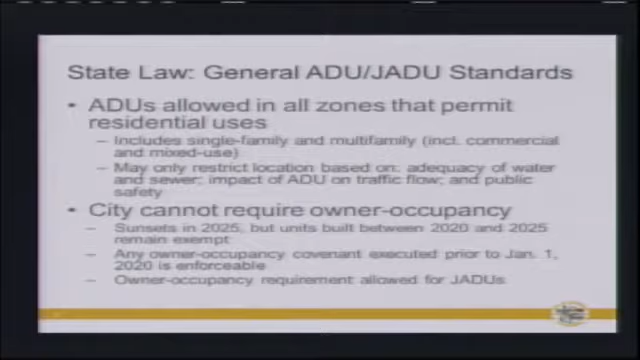 State Law: General ADU/JADU Standards
• ADUs allowed in all zones that permit
residential uses
– Includes single-family and multifamily (incl. commercial
and mixed-use)
– May only restrict location based on: adequacy of water
and sewer; impact of ADU on traffic flow; and public
safety
• City cannot require owner-occupancy
– Sunsets in 2025, but units built between 2020 and 2025
remain exempt
– Any owner-occupancy covenant executed prior to Jan. 1,
2020 is enforceable
– Owner-occupancy requirement allowed for JADUs